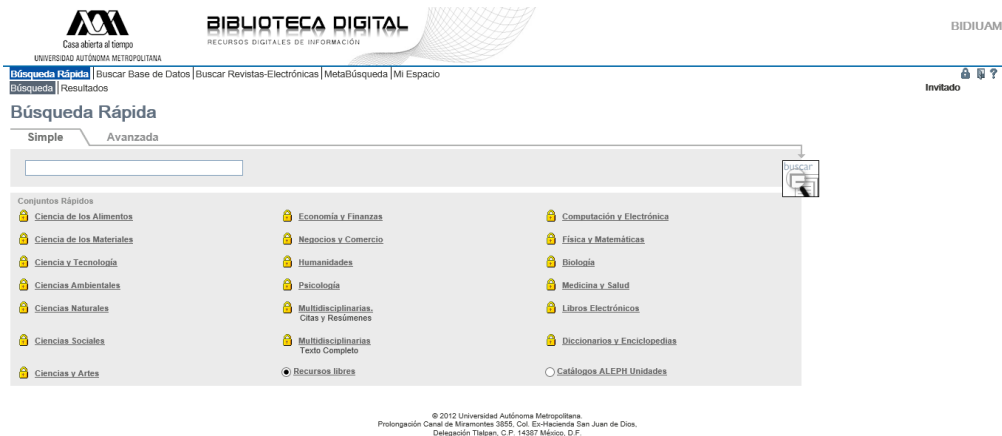 Casa abierta al tiempo
UNIVERSIDAD AUTÓNOMA METROPOLITANA
BIBLIOTECA DIGITAL
RECURSOS DIGITALES DE INFORMACIÓN
BIDIUAM
Búsqueda Rápida Buscar Base de Datos Buscar Revistas-Electrónicas MetaBúsqueda Mi Espacio
Búsqueda Resultados
Invitado
Búsqueda Rápida
Simple Avanzada
buscar
Conjuntos Rápidos
Ciencia de los Alimentos Economía y Finanzas Computación y Electrónica
Ciencia de los Materiales Negocios y Comercio Física y Matemáticas
Ciencia y Tecnología Humanidades Biología
Ciencias Ambientales Psicología Medicina y Salud
Ciencias Naturales Multidisciplinarias. Libros Electrónicos
Citas y Resúmenes
Ciencias Sociales Multidisciplinarias Diccionarios y Enciclopedias
Texto Completo
Ciencias y Artes Recursos libres Catálogos ALEPH Unidades
© 2012 Universidad Autónoma Metropolitana.
Prolongación Canal de Miramontes 3855, Col. Ex-Hacienda San Juan de Dios,
Delegación Tlalpan, C.P. 14387 México, D.F.